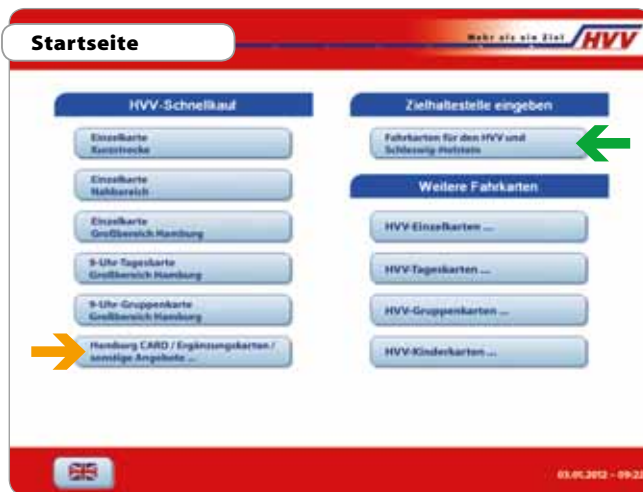 Startseite
Mehr als ein Ziel HVV
HVV-Schnellkauf
Einzelkarte
Kurzstrecke
Einzelkarte
Nahbereich
Einzelkarte
Großbereich Hamburg
9-Uhr-Tageskarte
Großbereich Hamburg
9-Uhr-Gruppenkarte
Großbereich Hamburg
Hamburg CARD / Ergänzungskarten /
sonstige Angebote ...
Zielhaltestelle eingeben
Fahrkarten für den HVV und
Schleswig-Holstein
Weitere Fahrkarten
HVV-Einzelkarten ...
HVV-Tageskarten ...
HVV-Gruppenkarten ...
HVV-Kinderkarten ...
03.01.2012 - 09:22